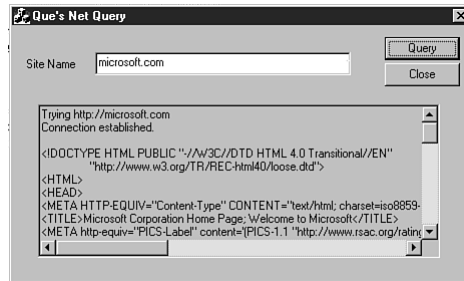 Que's Net Query
Query
Site Name microsoft.com
Close
Trying http://microsoft.com
Connection established.
<!DOCTYPE HTML PUBLIC "-//W3C//DTD HTML 4.0 Transitional//EN"
"http://www.w3.org/TR/REC-html40/loose.dtd">
<HTML>
<HEAD>
<META HTTP-EQUIV="Content-Type" CONTENT="text/html; charset=iso8859-
<TITLE>Microsoft Corporation Home Page; Welcome to Microsoft</TITLE>
<META http-equiv="PICS-Label" content='(PICS-1.1 "http://www.rsac.org/rating